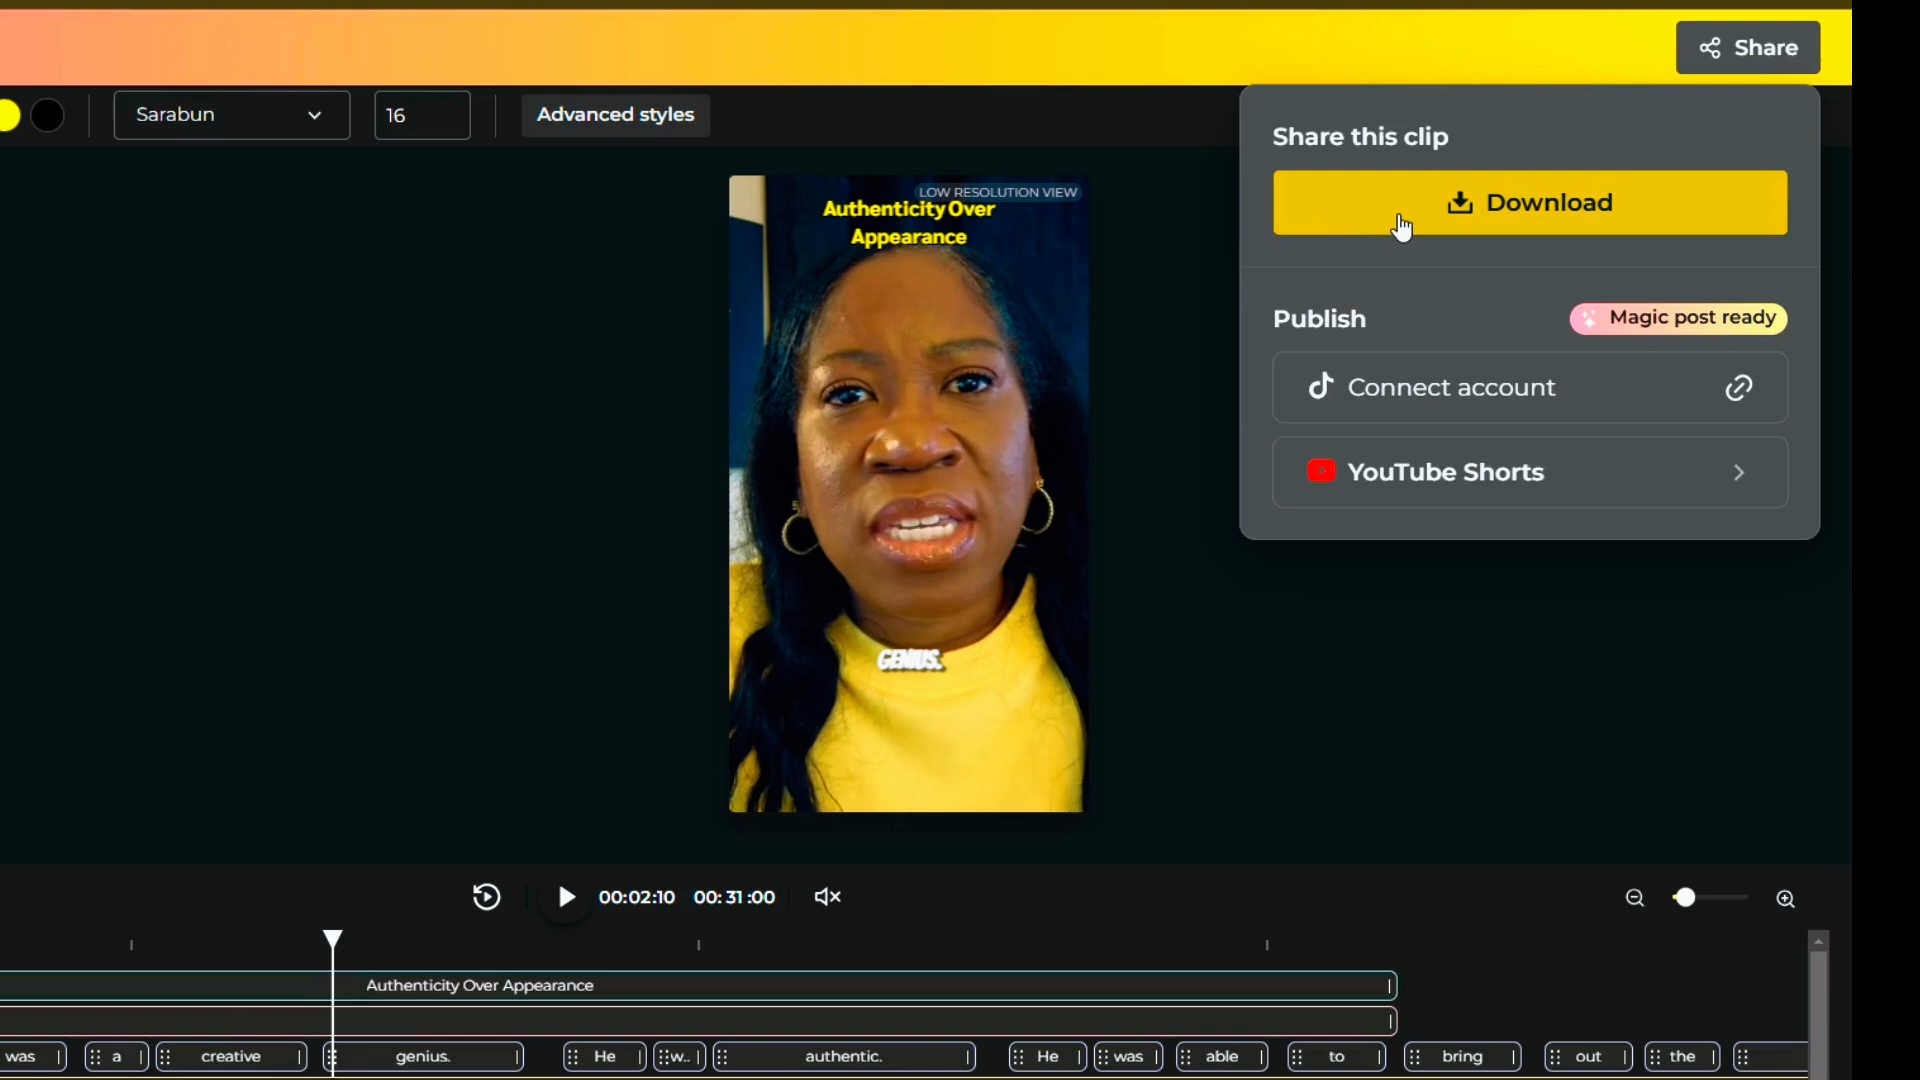 Share
Sarabun
16
Advanced styles
Share this clip
Download
Publish
Magic post ready
Connect account
YouTube Shorts
LOW RESOLUTION VIEW
Authenticity Over
Appearance
GENIUS.
00:02:10 00:31:00
Authenticity Over Appearance
was a creative genius. He w.. authentic. He was able to bring out the